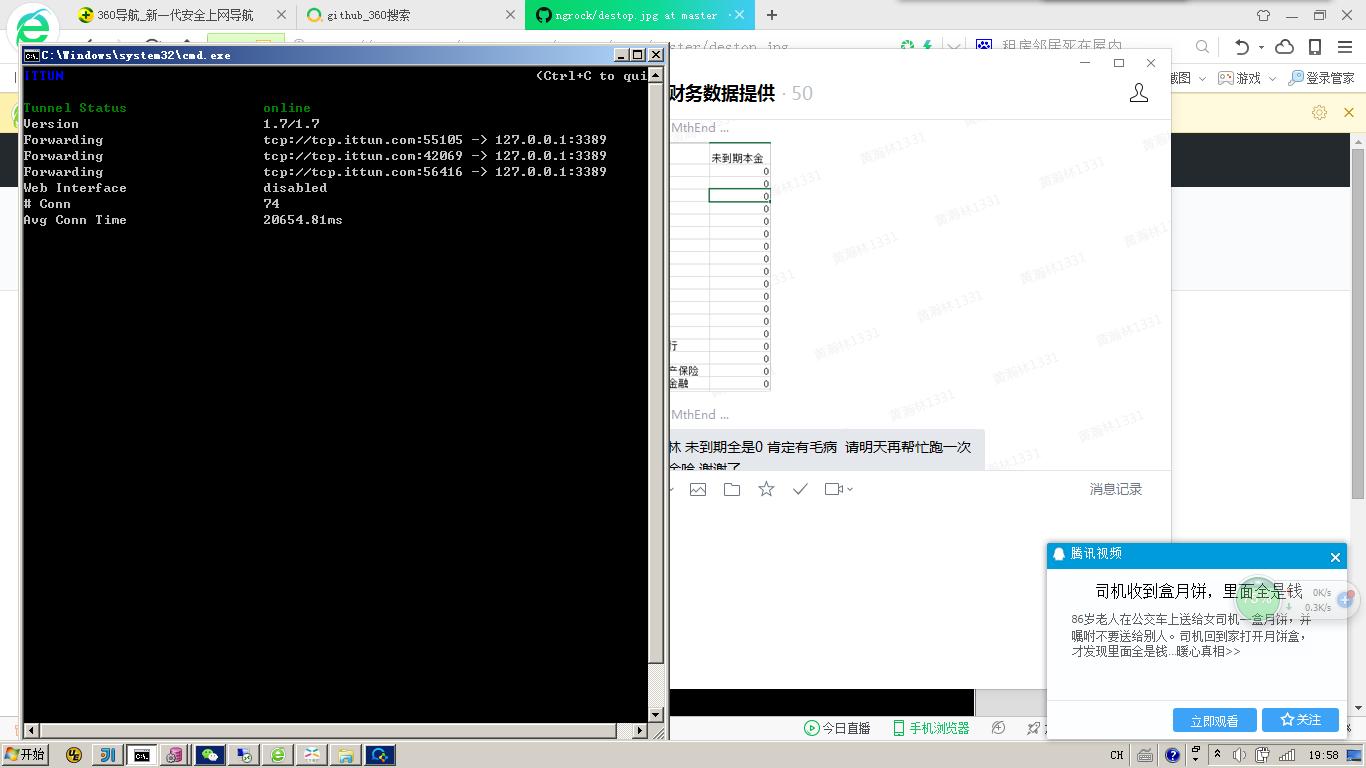 360导航_新一代安全上网导航
github_360搜索
ngrock/destop.jpg at master
C:\Windows\system32\cmd.exe
租房邻居死在屋内
截图
游戏
登录管家
ITTUN (Ctrl+C to qui
Tunnel Status online
Version 1.7/1.7
Forwarding tcp://tcp.ittun.com:55105 -> 127.0.0.1:3389
Forwarding tcp://tcp.ittun.com:42069 -> 127.0.0.1:3389
Forwarding tcp://tcp.ittun.com:56416 -> 127.0.0.1:3389
Web Interface disabled
# Conn 74
Avg Conn Time 20654.81ms
财务数据提供 · 50
MthEnd ...
未到期本金
0
0
0
0
0
0
0
0
0
0
0
0
0
0
行 0
0
产保险 0
金融 0
黄瀚林1331
MthEnd ...
林 未到期全是0 肯定有毛病 请明天再帮忙跑一次
消息记录
腾讯视频
司机收到盒月饼，里面全是钱
0K/s
0.3K/s
86岁老人在公交车上送给女司机一盒月饼，并
嘱咐不要送给别人。司机回到家打开月饼盒，
才发现里面全是钱...暖心真相>>
立即观看
关注
今日直播
手机浏览器
开始
CH
19:58